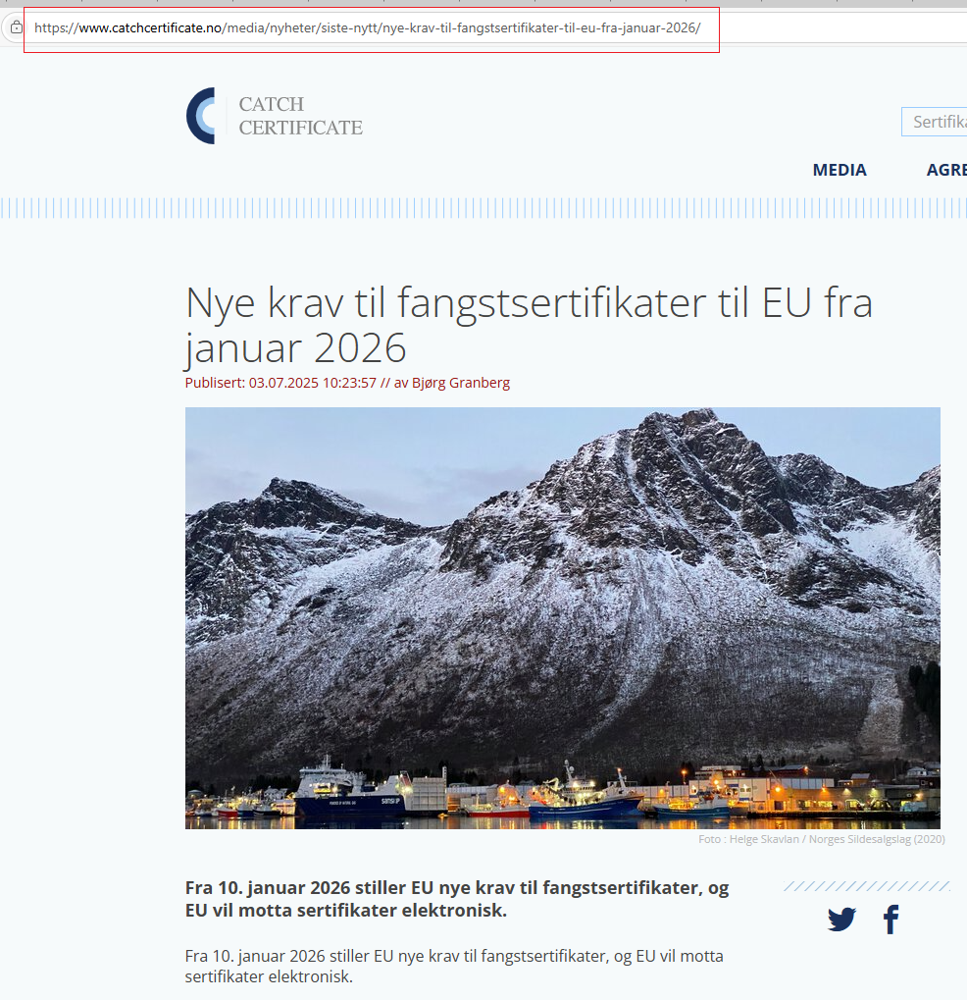 https://www.catchcertificate.no/media/nyheter/siste-nytt/nye-krav-til-fangstsertifikater-til-eu-fra-januar-2026/
CATCH
CERTIFICATE
Sertifika
MEDIA
AGRE
Nye krav til fangstsertifikater til EU fra
januar 2026
Publisert: 03.07.2025 10:23:57 // av Bjørg Granberg
Foto : Helge Skavlan / Norges Sildesalgslag (2020)
Fra 10. januar 2026 stiller EU nye krav til fangstsertifikater, og
EU vil motta sertifikater elektronisk.
Fra 10. januar 2026 stiller EU nye krav til fangstsertifikater, og EU vil motta
sertifikater elektronisk.